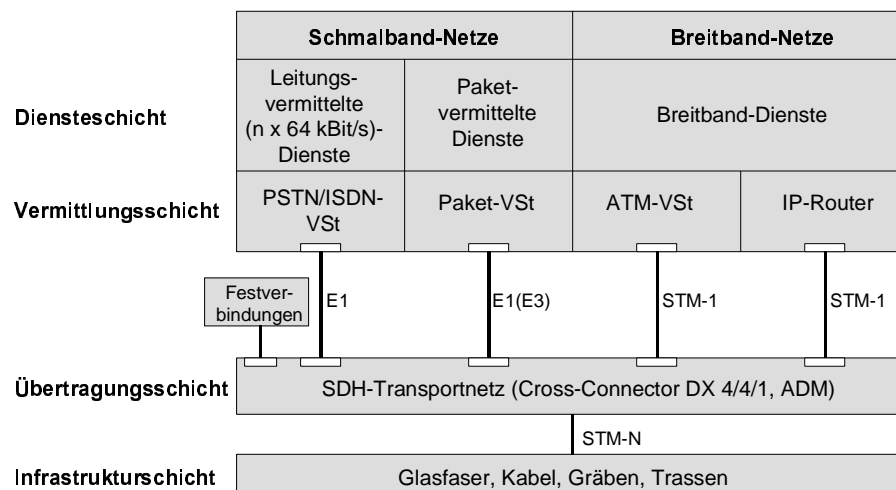 Schmalband-Netze
Breitband-Netze
Diensteschicht
Leitungs-
vermittelte
(n x 64 kBit/s)-
Dienste
Paket-
vermittelte
Dienste
Breitband-Dienste
Vermittlungsschicht
PSTN/ISDN-
VSt
Paket-VSt
ATM-VSt
IP-Router
Festver-
bindungen
E1
E1(E3)
STM-1
STM-1
Übertragungsschicht
SDH-Transportnetz (Cross-Connector DX 4/4/1, ADM)
STM-N
Infrastrukturschicht
Glasfaser, Kabel, Gräben, Trassen